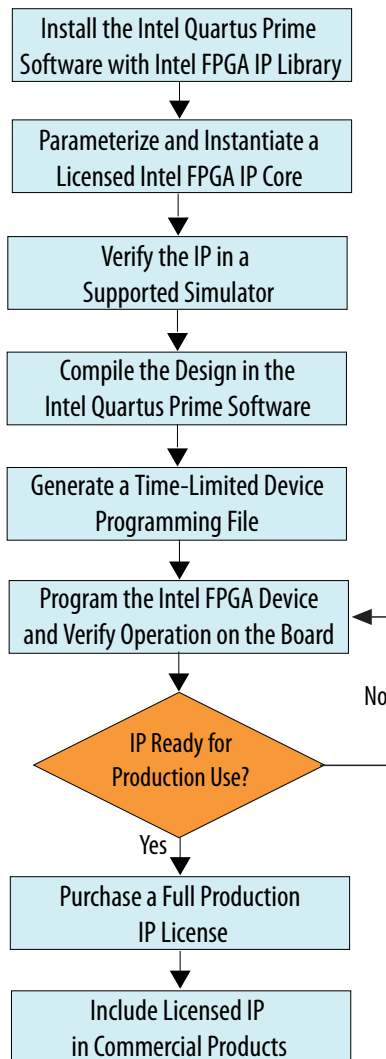 Install the Intel Quartus Prime
Software with Intel FPGA IP Library
Parameterize and Instantiate a
Licensed Intel FPGA IP Core
Verify the IP in a
Supported Simulator
Compile the Design in the
Intel Quartus Prime Software
Generate a Time-Limited Device
Programming File
Program the Intel FPGA Device
and Verify Operation on the Board
No
IP Ready for
Production Use?
Yes
Purchase a Full Production
IP License
Include Licensed IP
in Commercial Products